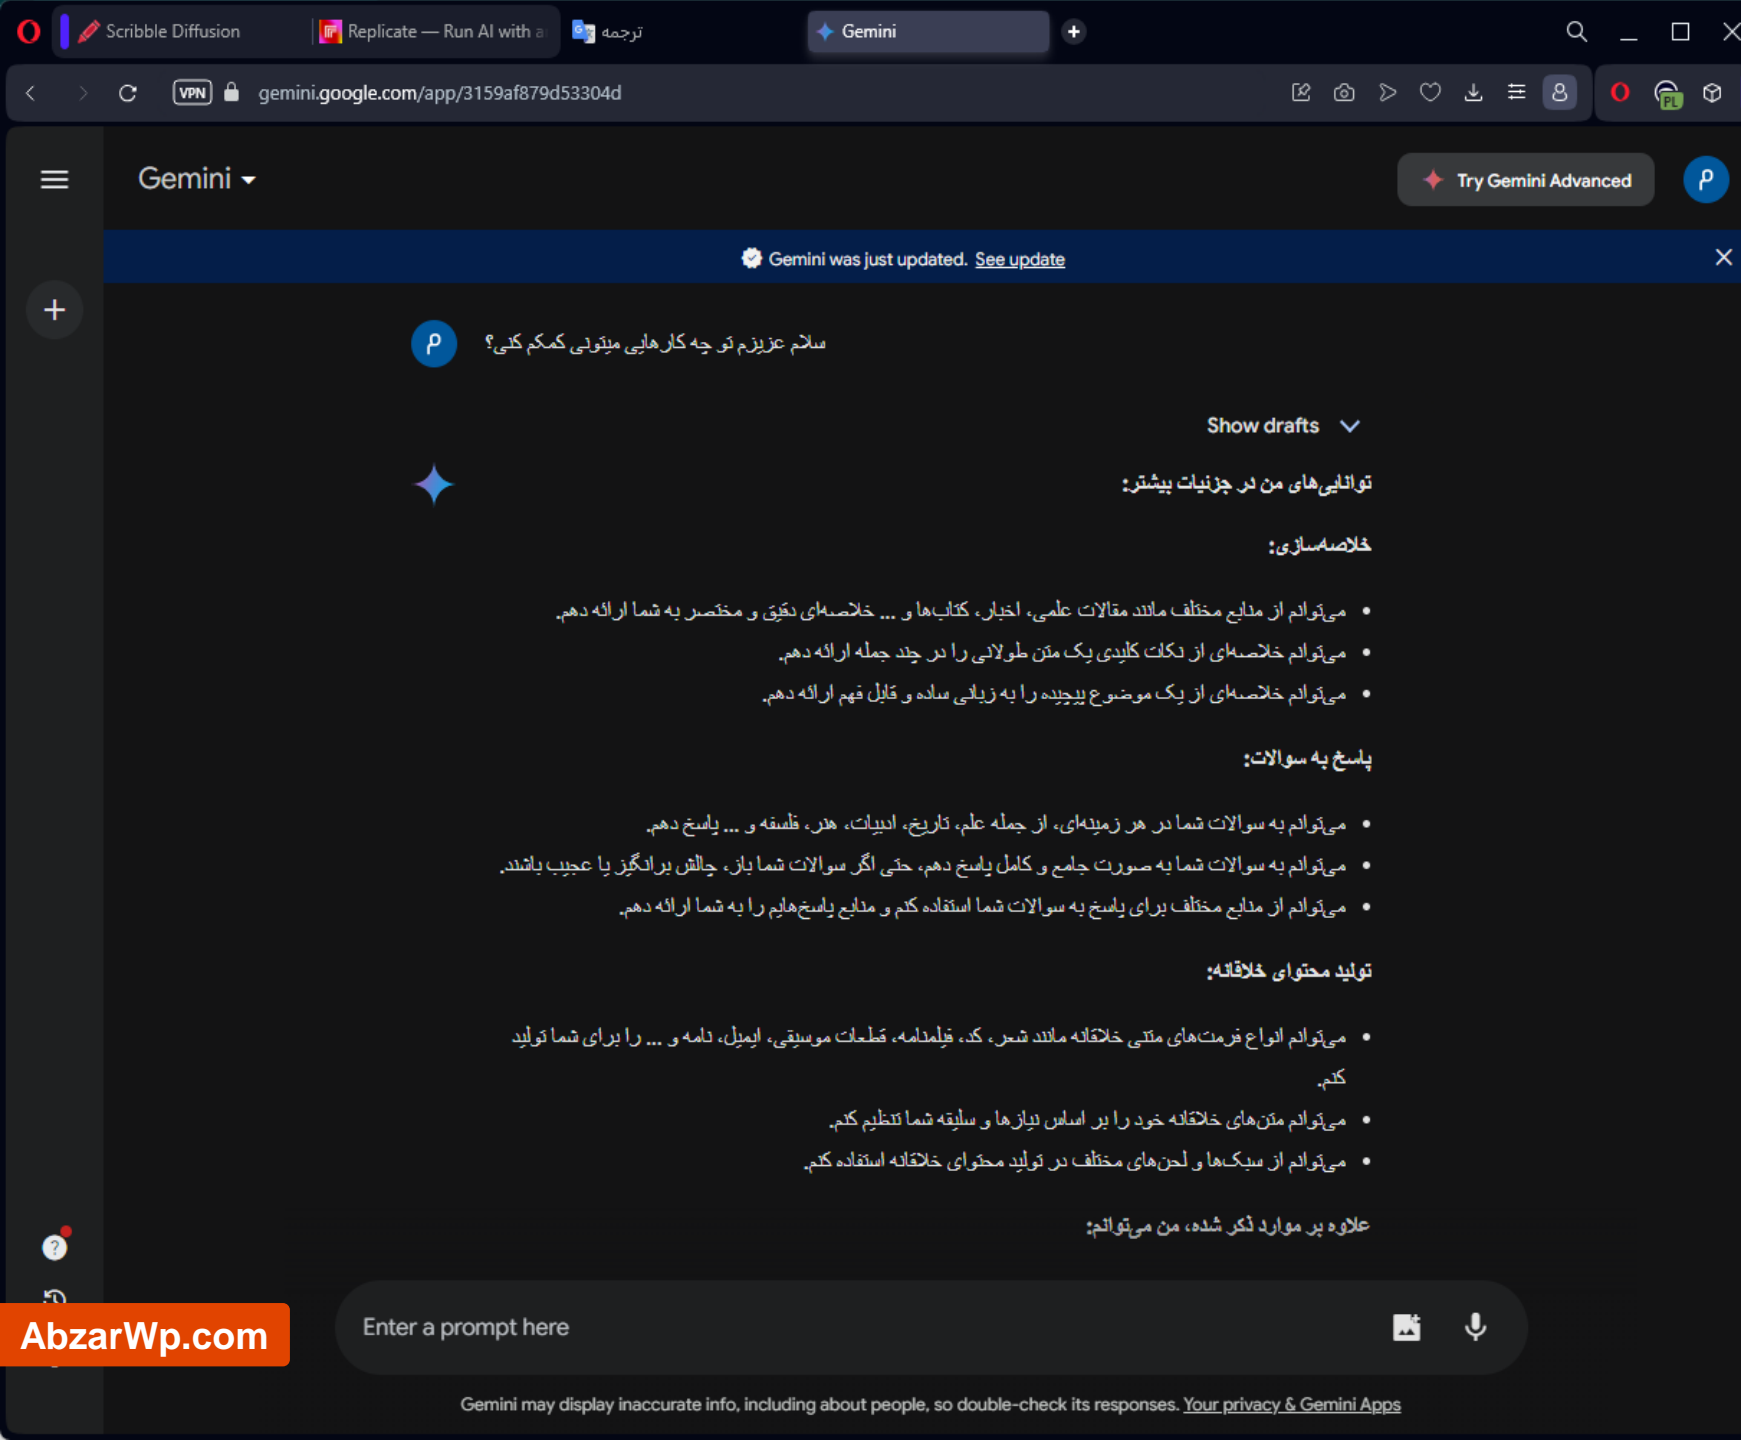 Scribble Diffusion
Replicate — Run AI with a
ترجمه
Gemini
VPN
gemini.google.com/app/3159af879d53304d
PL
Gemini
Try Gemini Advanced
م
Gemini was just updated. See update
م
سلام عزیزم تو چه کارهایی میتونی کمکم کنی؟
Show drafts
توانایی‌های من در جزئیات بیشتر:
خلاصه‌سازی:
• می‌توانم از منابع مختلف مانند مقالات علمی، اخبار، کتاب‌ها و ... خلاصه‌ای دقیق و مختصر به شما ارائه دهم.
• می‌توانم خلاصه‌ای از نکات کلیدی یک متن طولانی را در چند جمله ارائه دهم.
• می‌توانم خلاصه‌ای از یک موضوع پیچیده را به زبانی ساده و قابل فهم ارائه دهم.
پاسخ به سوالات:
• می‌توانم به سوالات شما در هر زمینه‌ای، از جمله علم، تاریخ، ادبیات، هنر، فلسفه و ... پاسخ دهم.
• می‌توانم به سوالات شما به صورت جامع و کامل پاسخ دهم، حتی اگر سوالات شما باز، چالش برانگیز یا عجیب باشند.
• می‌توانم از منابع مختلف برای پاسخ به سوالات شما استفاده کنم و منابع پاسخ‌هایم را به شما ارائه دهم.
تولید محتوای خلاقانه:
• می‌توانم انواع فرمت‌های متنی خلاقانه مانند شعر، کد، فیلمنامه، قطعات موسیقی، ایمیل، نامه و ... را برای شما تولید
کنم.
• می‌توانم متن‌های خلاقانه خود را بر اساس نیازها و سلیقه شما تنظیم کنم.
• می‌توانم از سبک‌ها و لحن‌های مختلف در تولید محتوای خلاقانه استفاده کنم.
علاوه بر موارد ذکر شده، من می‌توانم:
Enter a prompt here
AbzarWp.com
Gemini may display inaccurate info, including about people, so double-check its responses. Your privacy & Gemini Apps